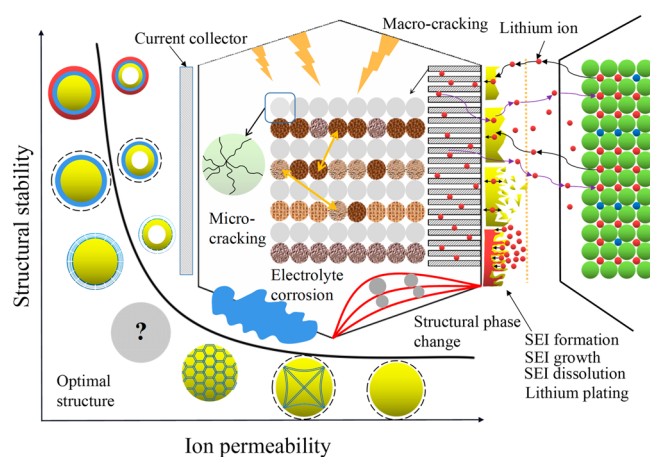 Macro-cracking
Lithium ion
Current collector
Structural stability
Micro-
cracking
Electrolyte
corrosion
Structural phase
change
?
Optimal
structure
SEI formation
SEI growth
SEI dissolution
Lithium plating
Ion permeability